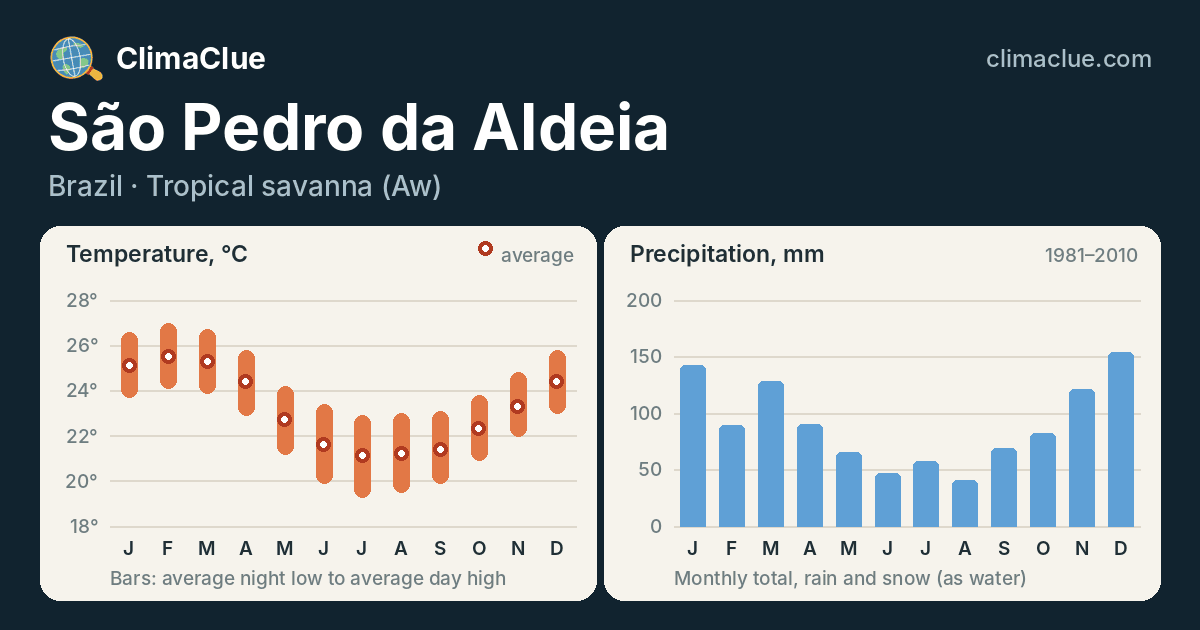 ClimaClue
climaclue.com
São Pedro da Aldeia
Brazil · Tropical savanna (Aw)
Temperature, °C
average
28°
26°
24°
22°
20°
18°
J F M A M J J A S O N D
Bars: average night low to average day high
Precipitation, mm
1981–2010
200
150
100
50
0
J F M A M J J A S O N D
Monthly total, rain and snow (as water)